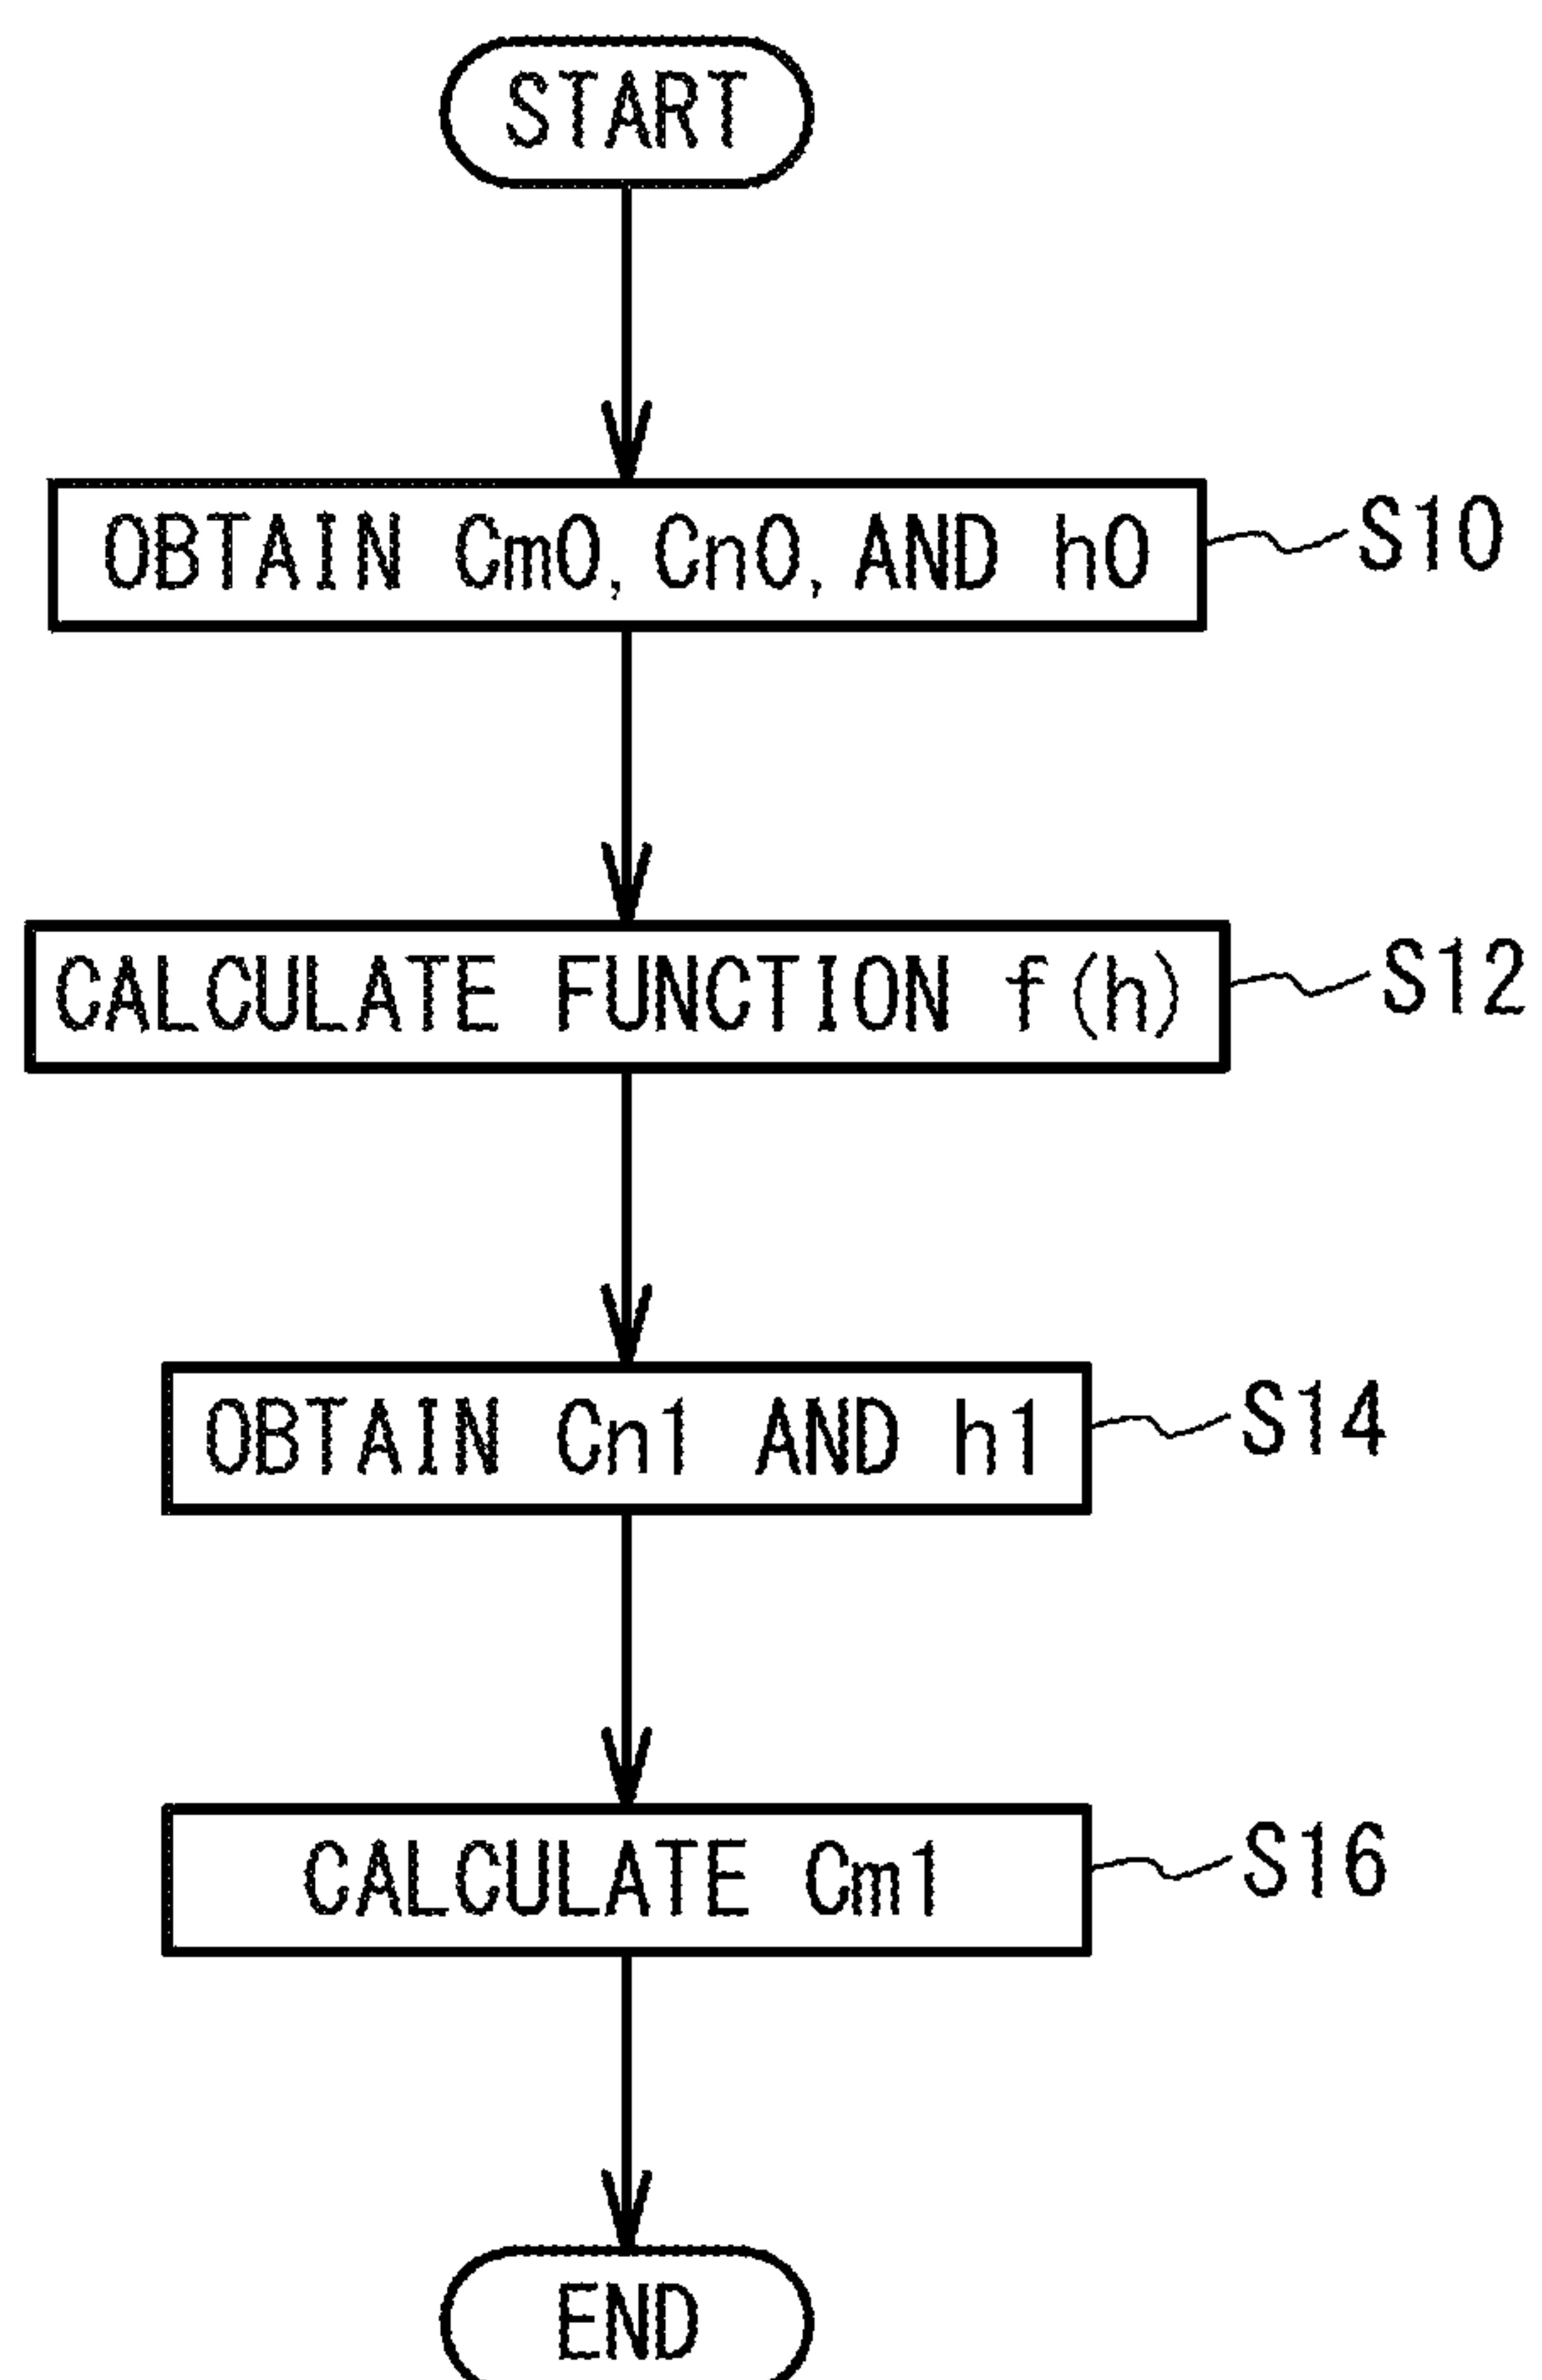 START
OBTAIN Cm0, Cn0, AND h0
S10
CALCULATE FUNCTION f(h)
S12
OBTAIN Cn1 AND h1
S14
CALCULATE Cm1
S16
END